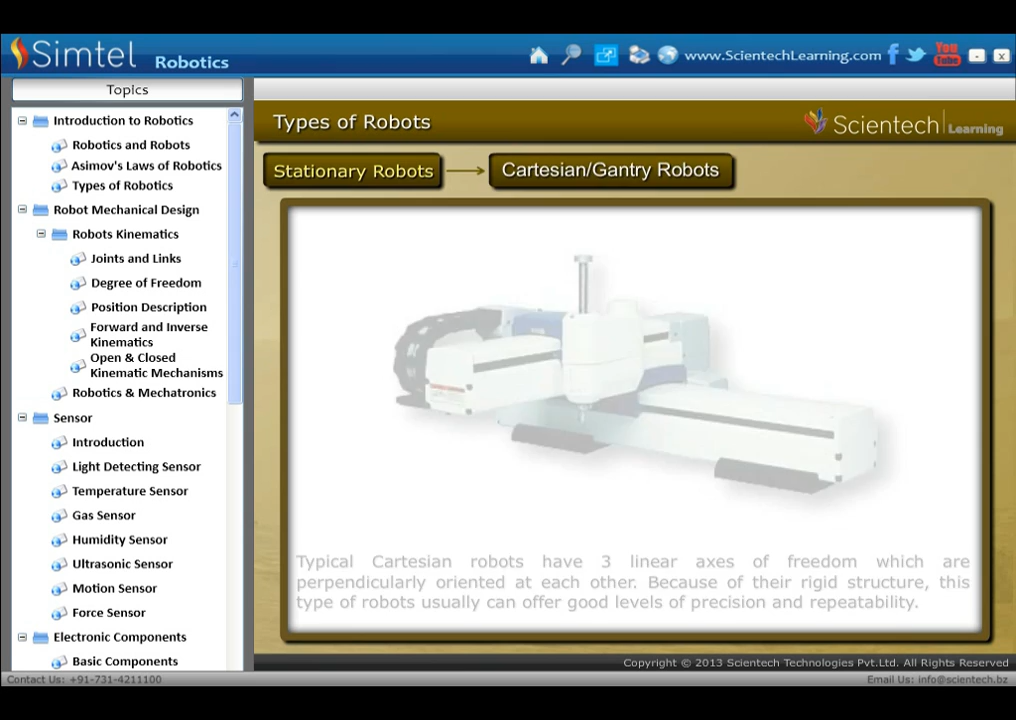 Simtel Robotics
www.ScientechLearning.com
You Tube
Topics
Introduction to Robotics
Robotics and Robots
Asimov's Laws of Robotics
Types of Robotics
Robot Mechanical Design
Robots Kinematics
Joints and Links
Degree of Freedom
Position Description
Forward and Inverse
Kinematics
Open & Closed
Kinematic Mechanisms
Robotics & Mechatronics
Sensor
Introduction
Light Detecting Sensor
Temperature Sensor
Gas Sensor
Humidity Sensor
Ultrasonic Sensor
Motion Sensor
Force Sensor
Electronic Components
Basic Components
Types of Robots
Scientech Learning
Stationary Robots
Cartesian/Gantry Robots
Typical Cartesian robots have 3 linear axes of freedom which are
perpendicularly oriented at each other. Because of their rigid structure, this
type of robots usually can offer good levels of precision and repeatability.
Copyright © 2013 Scientech Technologies Pvt.Ltd. All Rights Reserved
Contact Us: +91-731-4211100
Email Us: info@scientech.bz